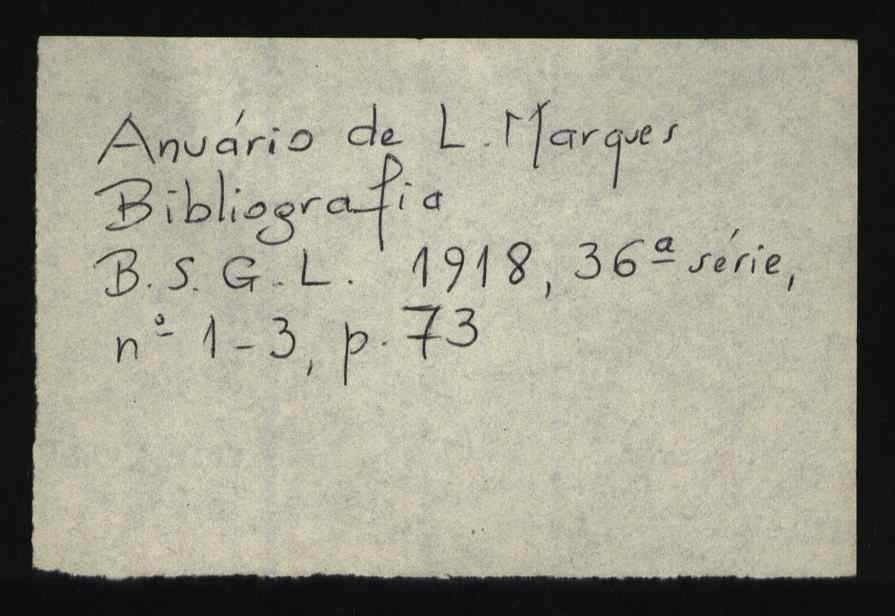 Anuário de L. Marques
Bibliografia
B. S. G. L. 1918, 36ª série,
nº 1-3, p. 73